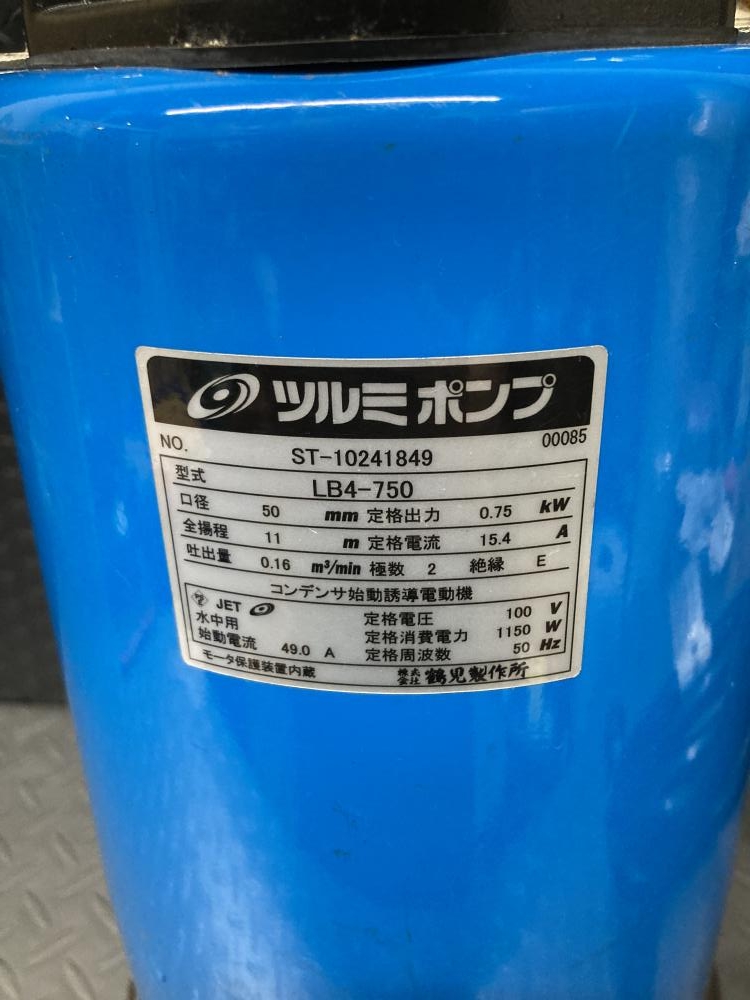 ツルミポンプ
NO. ST-10241849 00085
型式 LB4-750
口径 50 mm 定格出力 0.75 kW
全揚程 11 m 定格電流 15.4 A
吐出量 0.16 m³/min 極数 2 絶縁 E
コンデンサ始動誘導電動機
JET 定格電圧 100 V
水中用 定格消費電力 1150 W
始動電流 49.0 A 定格周波数 50 Hz
モータ保護装置内蔵 株式会社 鶴見製作所